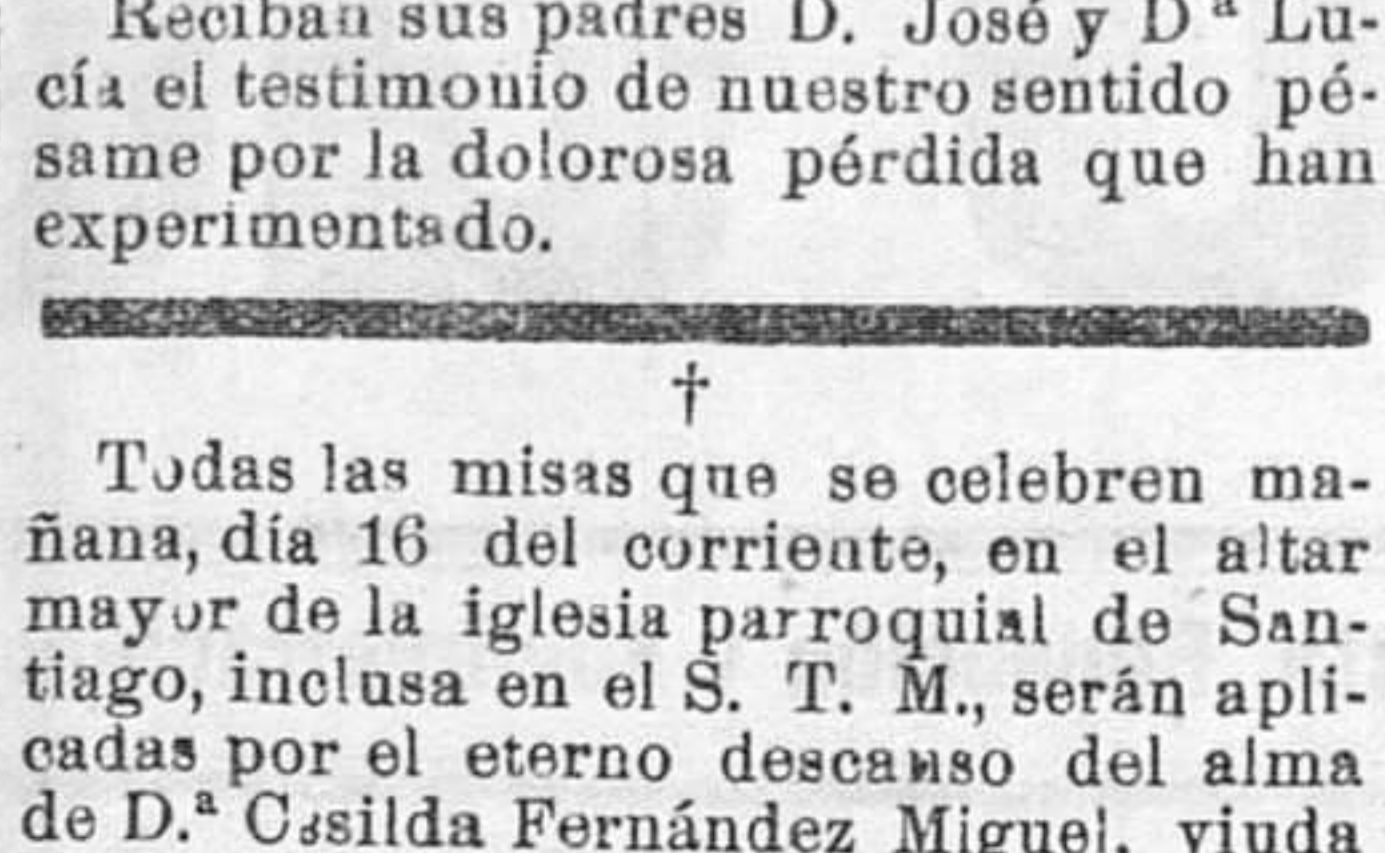 Reciban sus padres D. José y D.ª Lu-
cía el testimonio de nuestro sentido pé-
same por la dolorosa pérdida que han
experimentado.
†
Todas las misas que se celebren ma-
ñana, día 16 del corriente, en el altar
mayor de la iglesia parroquial de San-
tiago, inclusa en el S. T. M., serán apli-
cadas por el eterno descanso del alma
de D.ª Casilda Fernández Miguel, viuda